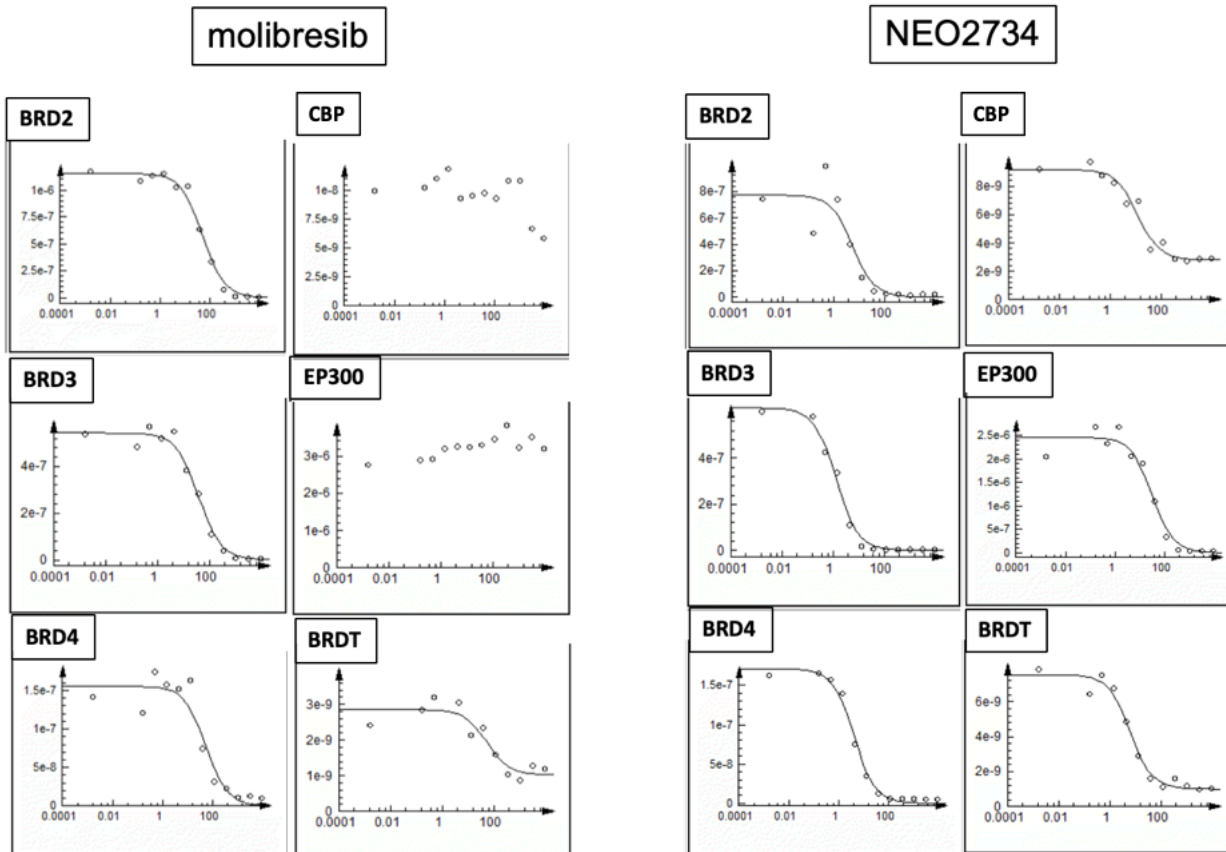 molibresib
NEO2734
BRD2
CBP
1e-6
7.5e-7
5e-7
2.5e-7
0
0.0001 0.01 1 100
1e-8
7.5e-9
5e-9
2.5e-9
0
0.0001 0.01 1 100
BRD2
CBP
8e-7
6e-7
4e-7
2e-7
0
0.0001 0.01 1 100
8e-9
6e-9
4e-9
2e-9
0
0.0001 0.01 1 100
BRD3
EP300
4e-7
2e-7
0
0.0001 0.01 1 100
3e-6
2e-6
1e-6
0
0.0001 0.01 1 100
BRD3
EP300
4e-7
2e-7
0
0.0001 0.01 1 100
2.5e-6
2e-6
1.5e-6
1e-6
5e-7
0
0.0001 0.01 1 100
BRD4
BRDT
1.5e-7
1e-7
5e-8
0
0.0001 0.01 1 100
3e-9
2e-9
1e-9
0
0.0001 0.01 1 100
BRD4
BRDT
1.5e-7
1e-7
5e-8
0
0.0001 0.01 1 100
6e-9
4e-9
2e-9
0
0.0001 0.01 1 100